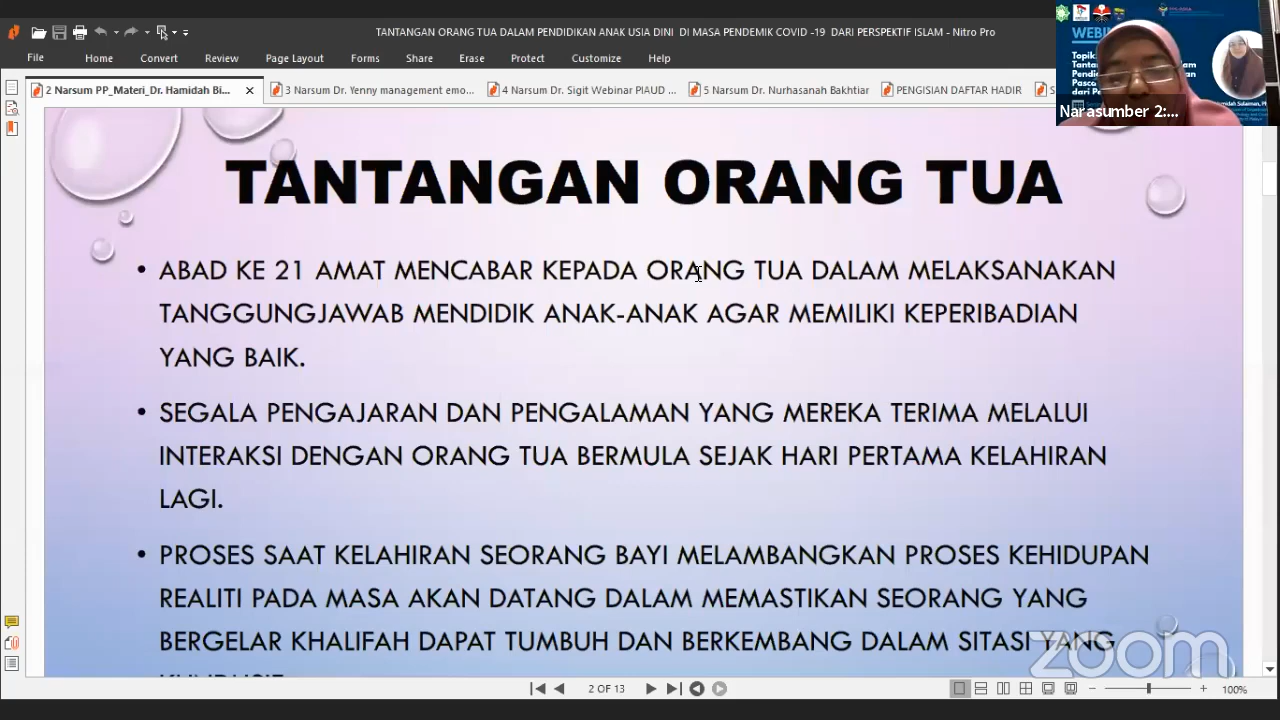 TANTANGAN ORANG TUA DALAM PENDIDIKAN ANAK USIA DINI DI MASA PENDEMIK COVID -19 DARI PERSPEKTIF ISLAM - Nitro Pro
File Home Convert Review Page Layout Forms Share Erase Protect Customize Help
2 Narsum PP_Materi_Dr. Hamidah Bi... 3 Narsum Dr. Yenny Management emo... 4 Narsum Dr. Sigit Webinar PIAUD ... 5 Narsum Dr. Nurhasanah Bakhtiar PENGISIAN DAFTAR HADIR
Narasumber 2:...
TANTANGAN ORANG TUA
• ABAD KE 21 AMAT MENCABAR KEPADA ORANG TUA DALAM MELAKSANAKAN
TANGGUNGJAWAB MENDIDIK ANAK-ANAK AGAR MEMILIKI KEPERIBADIAN
YANG BAIK.
• SEGALA PENGAJARAN DAN PENGALAMAN YANG MEREKA TERIMA MELALUI
INTERAKSI DENGAN ORANG TUA BERMULA SEJAK HARI PERTAMA KELAHIRAN
LAGI.
• PROSES SAAT KELAHIRAN SEORANG BAYI MELAMBANGKAN PROSES KEHIDUPAN
REALITI PADA MASA AKAN DATANG DALAM MEMASTIKAN SEORANG YANG
BERGELAR KHALIFAH DAPAT TUMBUH DAN BERKEMBANG DALAM SITASI YANG
zoom
2 OF 13
100%